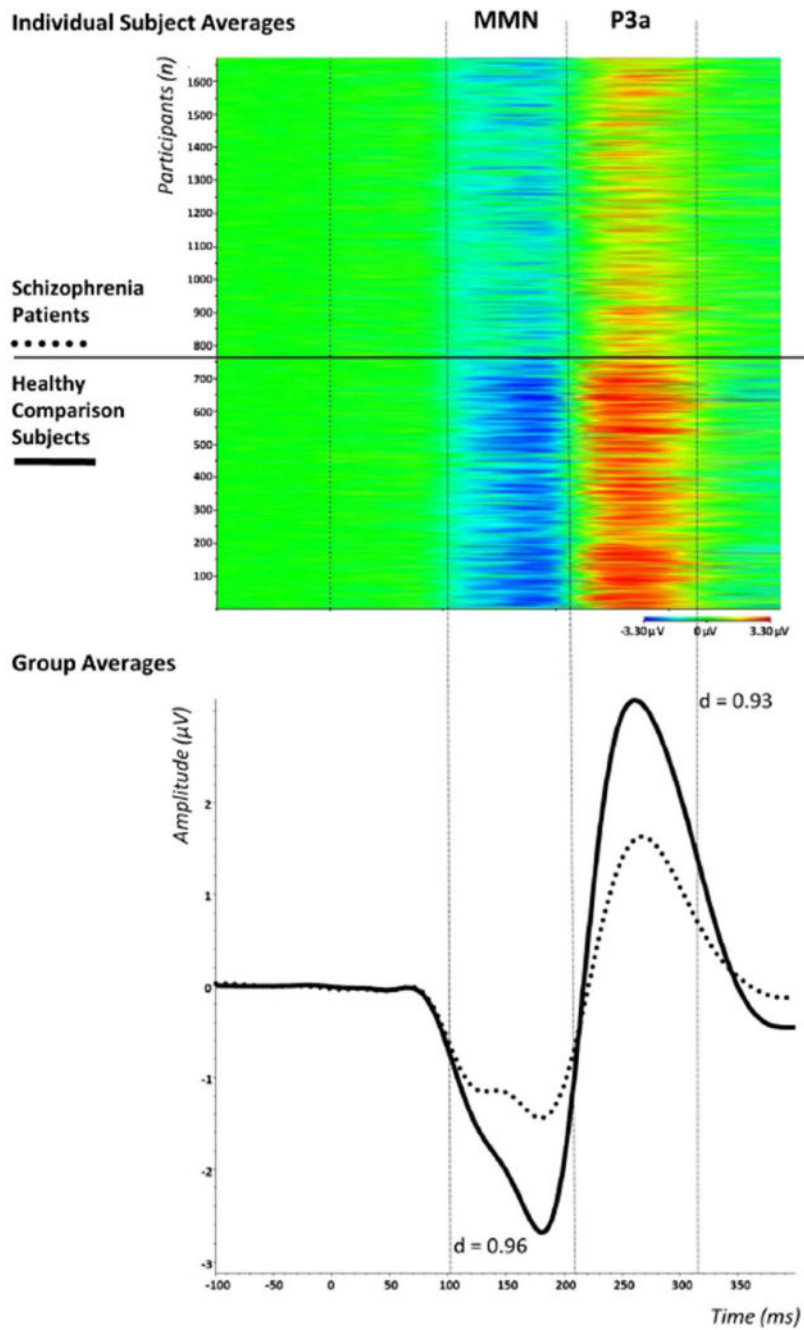 Individual Subject Averages
MMN
P3a
Participants (n)
1600
1500
1400
1300
1200
1100
1000
900
800
700
600
500
400
300
200
100
Schizophrenia
Patients
Healthy
Comparison
Subjects
-3.30µV 0 µV 3.30µV
Group Averages
Amplitude (µV)
d = 0.93
2
1
0
-1
-2
-3
d = 0.96
-100 -50 0 50 100 150 200 250 300 350
Time (ms)